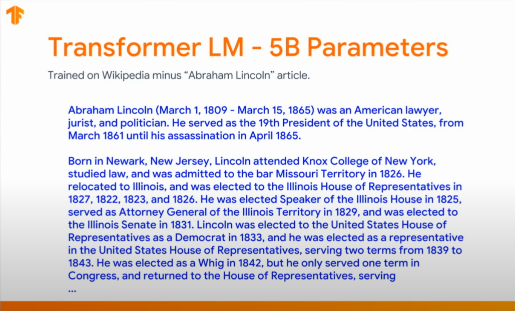 Transformer LM - 5B Parameters
Trained on Wikipedia minus “Abraham Lincoln” article.
Abraham Lincoln (March 1, 1809 - March 15, 1865) was an American lawyer,
jurist, and politician. He served as the 19th President of the United States, from
March 1861 until his assassination in April 1865.
Born in Newark, New Jersey, Lincoln attended Knox College of New York,
studied law, and was admitted to the bar Missouri Territory in 1826. He
relocated to Illinois, and was elected to the Illinois House of Representatives in
1827, 1822, 1823, and 1826. He was elected Speaker of the Illinois House in 1825,
served as Attorney General of the Illinois Territory in 1829, and was elected to
the Illinois Senate in 1831. Lincoln was elected to the United States House of
Representatives as a Democrat in 1833, and he was elected as a representative
in the United States House of Representatives, serving two terms from 1839 to
1843. He was elected as a Whig in 1842, but he only served one term in
Congress, and returned to the House of Representatives, serving
...